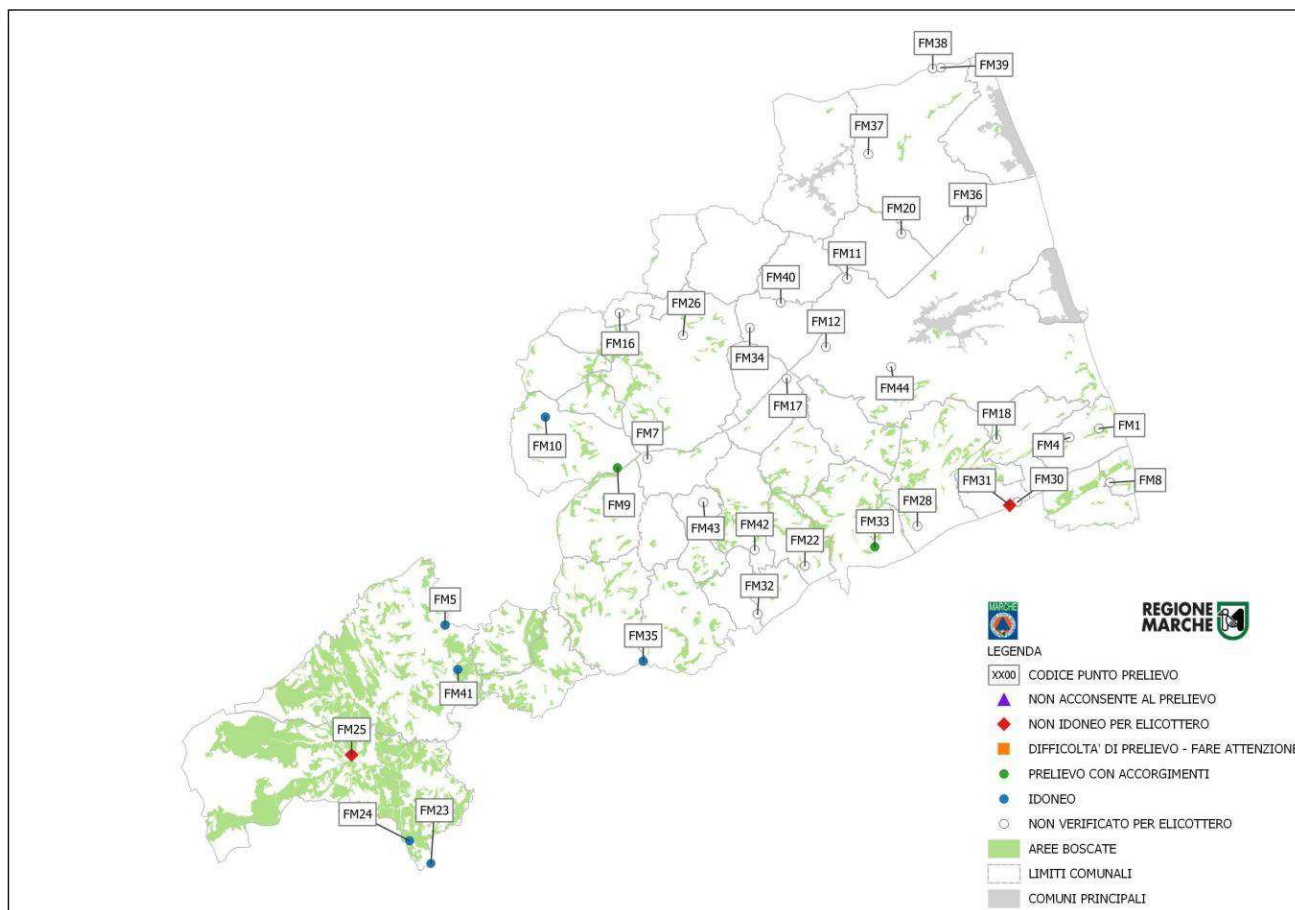 FM38
FM39
FM37
FM36
FM20
FM11
FM40
FM26
FM12
FM16
FM34
FM44
FM17
FM18
FM10
FM7
FM4
FM1
FM31
FM30
FM8
FM9
FM28
FM43
FM42
FM33
FM22
FM32
FM5
FM35
FM41
FM25
FM24
FM23
MARCHE
REGIONE
MARCHE
LEGENDA
XX00 CODICE PUNTO PRELIEVO
NON ACCONSENTE AL PRELIEVO
NON IDONEO PER ELICOTTERO
DIFFICOLTA' DI PRELIEVO - FARE ATTENZIONE
PRELIEVO CON ACCORGIMENTI
IDONEO
NON VERIFICATO PER ELICOTTERO
AREE BOSCATE
LIMITI COMUNALI
COMUNI PRINCIPALI